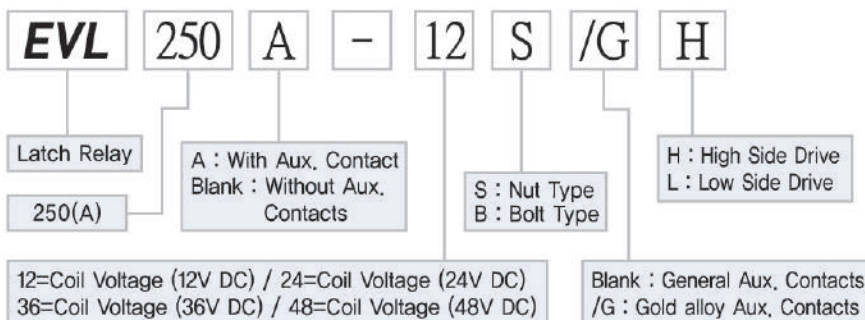 EVL 250 A - 12 S /G H
Latch Relay
250(A)
A : With Aux. Contact
Blank : Without Aux.
Contacts
S : Nut Type
B : Bolt Type
H : High Side Drive
L : Low Side Drive
12=Coil Voltage (12V DC) / 24=Coil Voltage (24V DC)
36=Coil Voltage (36V DC) / 48=Coil Voltage (48V DC)
Blank : General Aux. Contacts
/G : Gold alloy Aux. Contacts